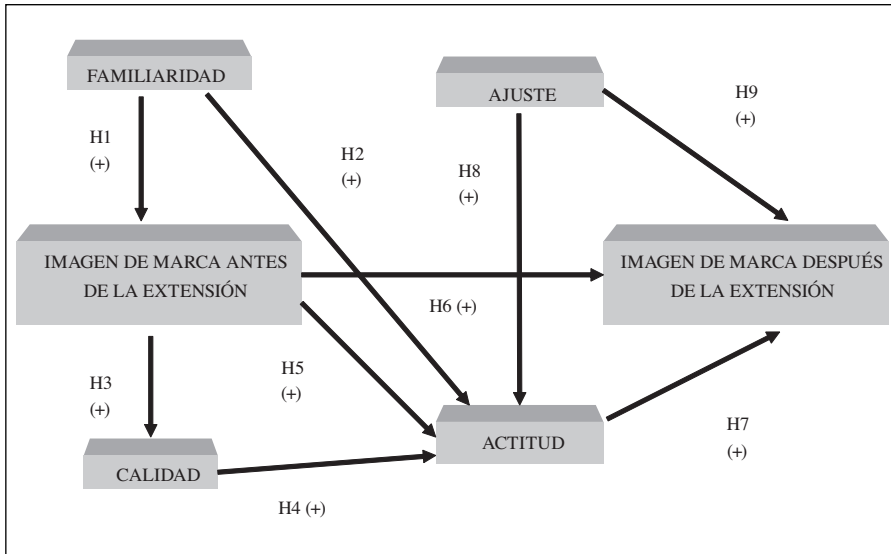 FAMILIARIDAD
AJUSTE
H9
(+)
H1
(+)
H2
(+)
H8
(+)
IMAGEN DE MARCA ANTES
DE LA EXTENSIÓN
IMAGEN DE MARCA DESPUÉS
DE LA EXTENSIÓN
H6 (+)
H3
(+)
H5
(+)
H7
(+)
ACTITUD
CALIDAD
H4 (+)